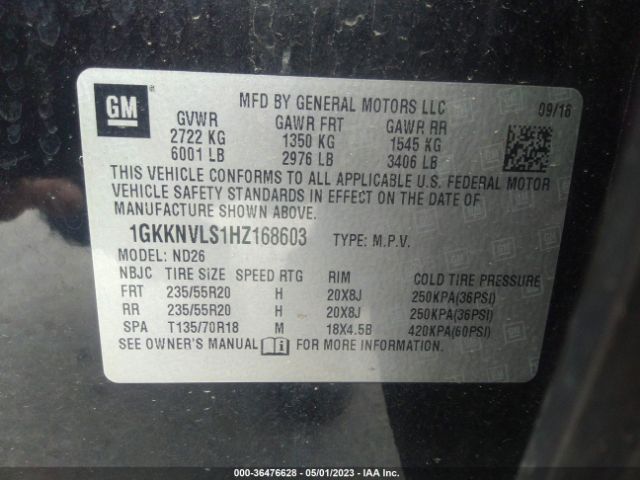 GM
MFD BY GENERAL MOTORS LLC 09/16
GVWR GAWR FRT GAWR RR
2722 KG 1350 KG 1545 KG
6001 LB 2976 LB 3406 LB
THIS VEHICLE CONFORMS TO ALL APPLICABLE U.S. FEDERAL MOTOR
VEHICLE SAFETY STANDARDS IN EFFECT ON THE DATE OF
MANUFACTURE SHOWN ABOVE.
1GKKNVLS1HZ168603 TYPE: M.P.V.
MODEL: ND26
NBJC TIRE SIZE SPEED RTG RIM COLD TIRE PRESSURE
FRT 235/55R20 H 20X8J 250KPA(36PSI)
RR 235/55R20 H 20X8J 250KPA(36PSI)
SPA T135/70R18 M 18X4.5B 420KPA(60PSI)
SEE OWNER'S MANUAL FOR MORE INFORMATION.
000-36476628 - 05/01/2023 - IAA Inc.